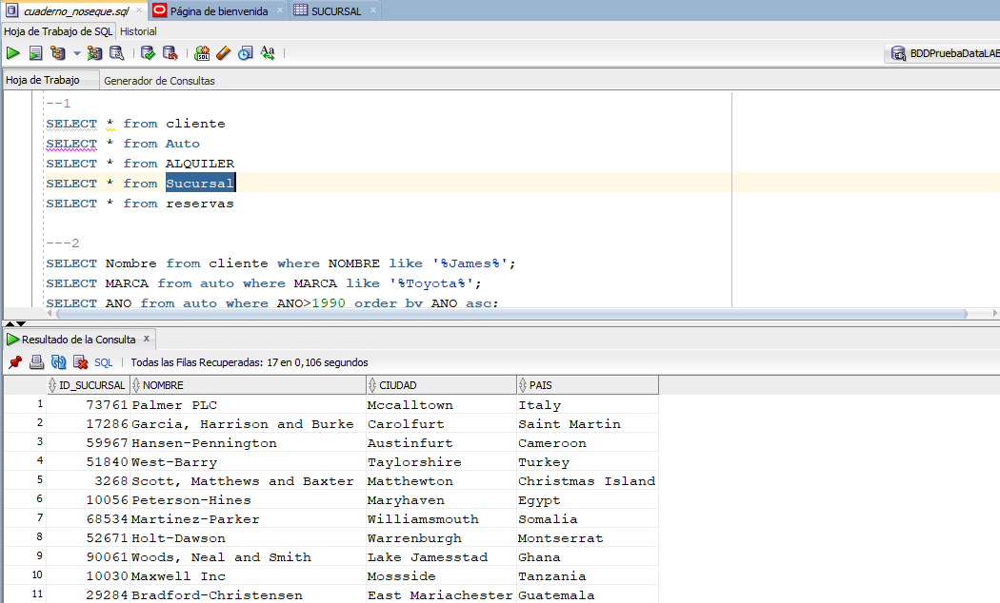 cuaderno_noseque.sql × Página de bienvenida × SUCURSAL ×
Hoja de Trabajo de SQL Historial
BDDPruebaDataLAB
Hoja de Trabajo Generador de Consultas
--1
SELECT * from cliente
SELECT * from Auto
SELECT * from ALQUILER
SELECT * from Sucursal
SELECT * from reservas
---2
SELECT Nombre from cliente where NOMBRE like '%James%';
SELECT MARCA from auto where MARCA like '%Toyota%';
SELECT ANO from auto where ANO>1990 order by ANO asc;
Resultado de la Consulta ×
SQL | Todas las Filas Recuperadas: 17 en 0,106 segundos
ID_SUCURSAL NOMBRE CIUDAD PAIS
1 73761 Palmer PLC Mccalltown Italy
2 17286 Garcia, Harrison and Burke Carolfurt Saint Martin
3 59967 Hansen-Pennington Austinfurt Cameroon
4 51840 West-Barry Taylorshire Turkey
5 3268 Scott, Matthews and Baxter Matthewton Christmas Island
6 10056 Peterson-Hines Maryhaven Egypt
7 68534 Martinez-Parker Williamsmouth Somalia
8 52671 Holt-Dawson Warrenburgh Montserrat
9 90061 Woods, Neal and Smith Lake Jamesstad Ghana
10 10030 Maxwell Inc Mossside Tanzania
11 29284 Bradford-Christensen East Mariachester Guatemala